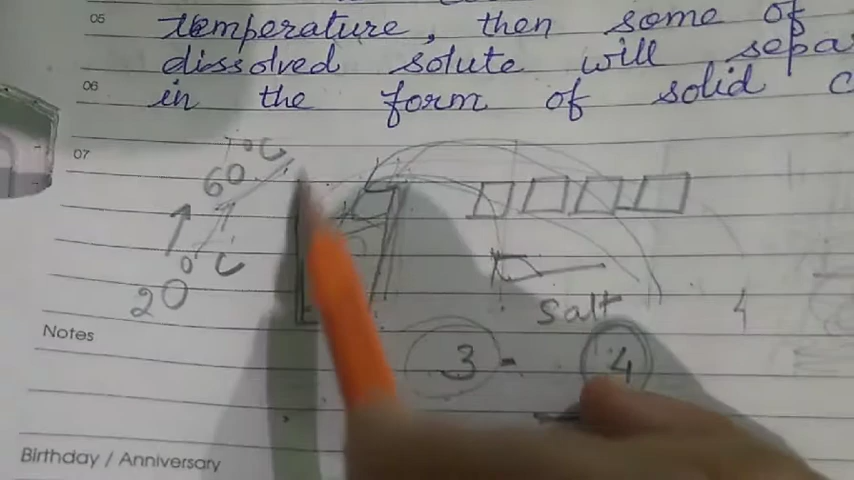 05
temperature, then some of
dissolved solute will
06
in the form of solid
07
60
20
Salt
3 - 4
Notes
Birthday / Anniversary